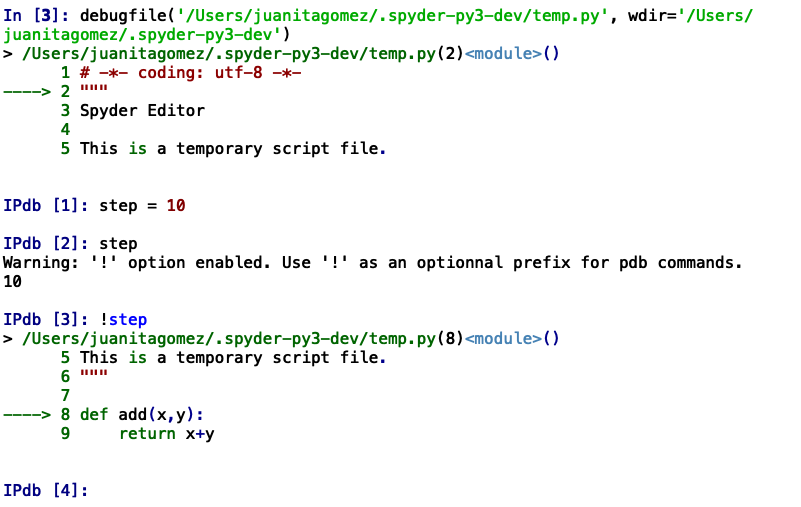 In [3]: debugfile('/Users/juanitagomez/.spyder-py3-dev/temp.py', wdir='/Users/
juanitagomez/.spyder-py3-dev')
> /Users/juanitagomez/.spyder-py3-dev/temp.py(2)<module>()
      1 # -*- coding: utf-8 -*-
----> 2 """
      3 Spyder Editor
      4
      5 This is a temporary script file.
IPdb [1]: step = 10
IPdb [2]: step
Warning: '!' option enabled. Use '!' as an optionnal prefix for pdb commands.
10
IPdb [3]: !step
> /Users/juanitagomez/.spyder-py3-dev/temp.py(8)<module>()
      5 This is a temporary script file.
      6 """
      7
----> 8 def add(x,y):
      9     return x+y
IPdb [4]: